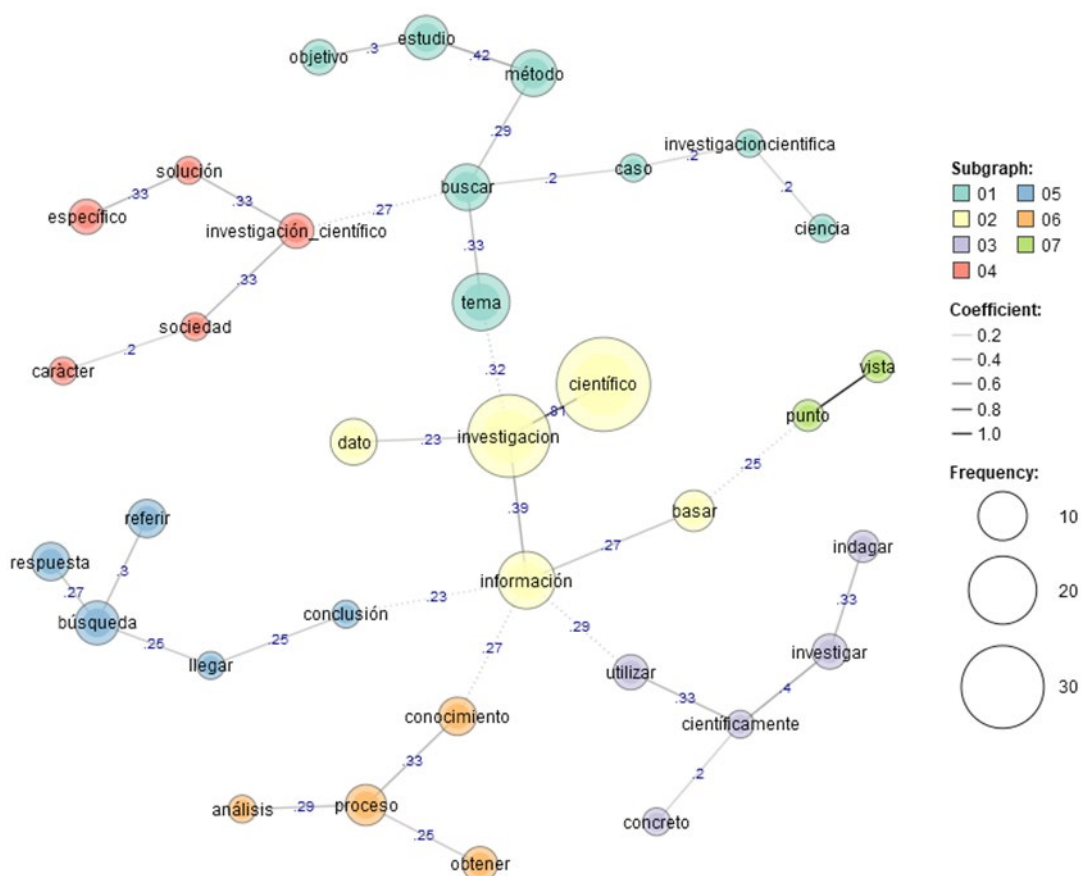 estudio
objetivo
.3
.42
método
.29
investigacioncientifica
caso
.2
.2
solución
buscar
.2
.33
específico
.33
.27
investigación_científico
ciencia
.33
.33
tema
sociedad
.2
caràcter
.32
científico
vista
.81
punto
investigacion
dato
.23
.25
.39
basar
referir
indagar
.27
respuesta
.3
información
.27
.33
búsqueda
conclusión
.23
.25
.25
.29
investigar
llegar
.27
utilizar
.4
.33
conocimiento
científicamente
.33
.2
análisis
.29
proceso
concreto
.25
obtener
Subgraph:
01 05
02 06
03 07
04
Coefficient:
0.2
0.4
0.6
0.8
1.0
Frequency:
10
20
30